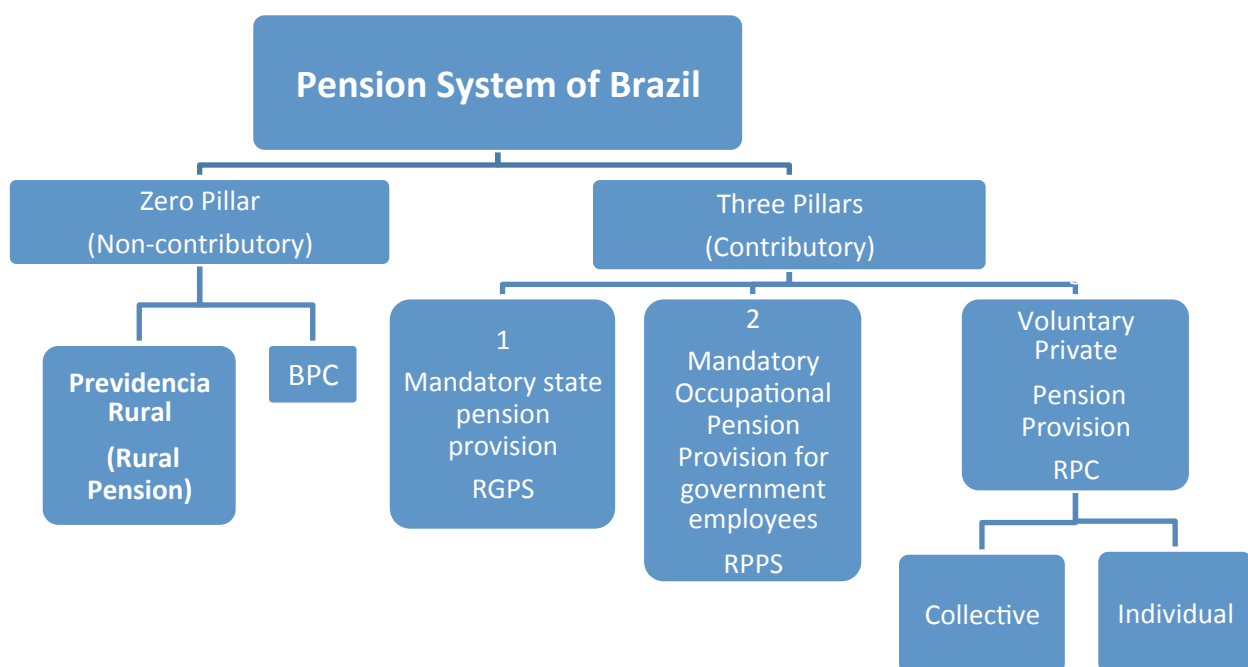 Pension System of Brazil
Zero Pillar
(Non-contributory)
Three Pillars
(Contributory)
Previdencia
Rural
(Rural
Pension)
BPC
1
Mandatory state
pension
provision
RGPS
2
Mandatory
Occupational
Pension
Provision for
government
employees
RPPS
Voluntary
Private
Pension
Provision
RPC
Collective
Individual